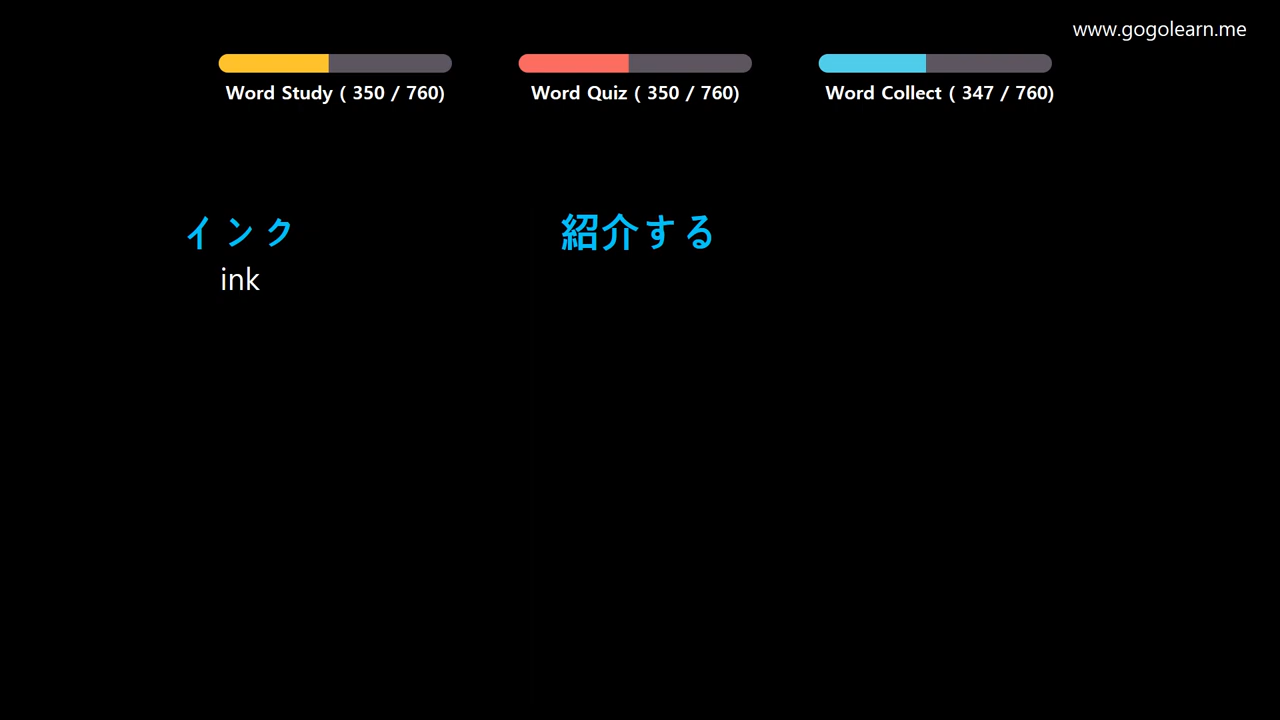 www.gogolearn.me
Word Study ( 350 / 760)
Word Quiz ( 350 / 760)
Word Collect ( 347 / 760)
インク
紹介する
ink